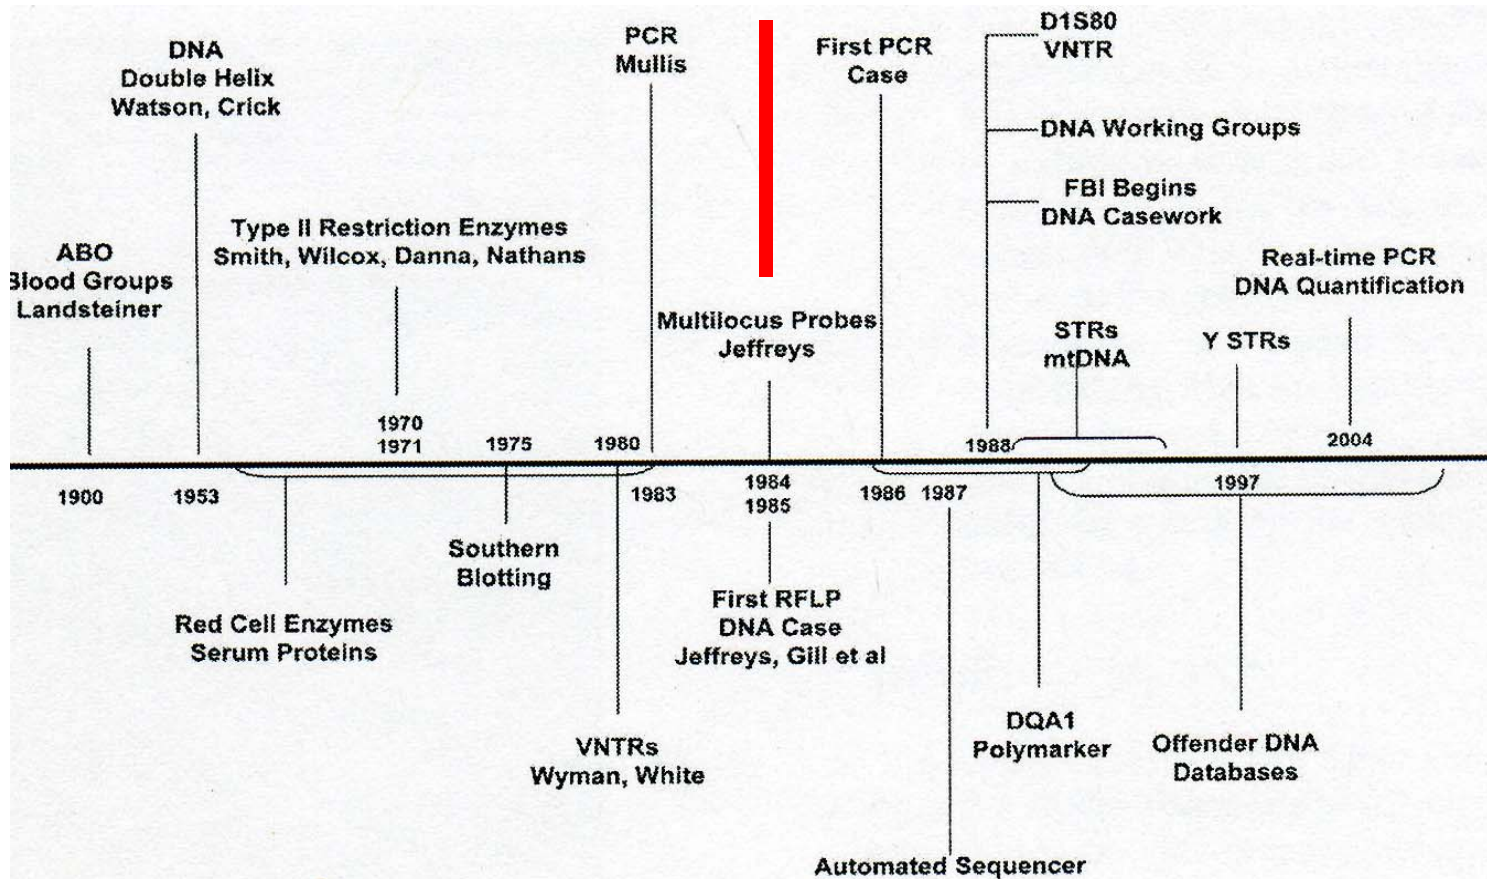 DNA
Double Helix
Watson, Crick
PCR
Mullis
First PCR
Case
D1S80
VNTR
DNA Working Groups
FBI Begins
DNA Casework
Type II Restriction Enzymes
Smith, Wilcox, Danna, Nathans
ABO
Blood Groups
Landsteiner
Real-time PCR
DNA Quantification
Multilocus Probes
Jeffreys
STRs
mtDNA
Y STRs
1970
1971
1975
1980
1988
2004
1900
1953
1983
1984
1985
1986
1987
1997
Southern
Blotting
First RFLP
DNA Case
Jeffreys, Gill et al
Red Cell Enzymes
Serum Proteins
VNTRs
Wyman, White
DQA1
Polymarker
Offender DNA
Databases
Automated Sequencer